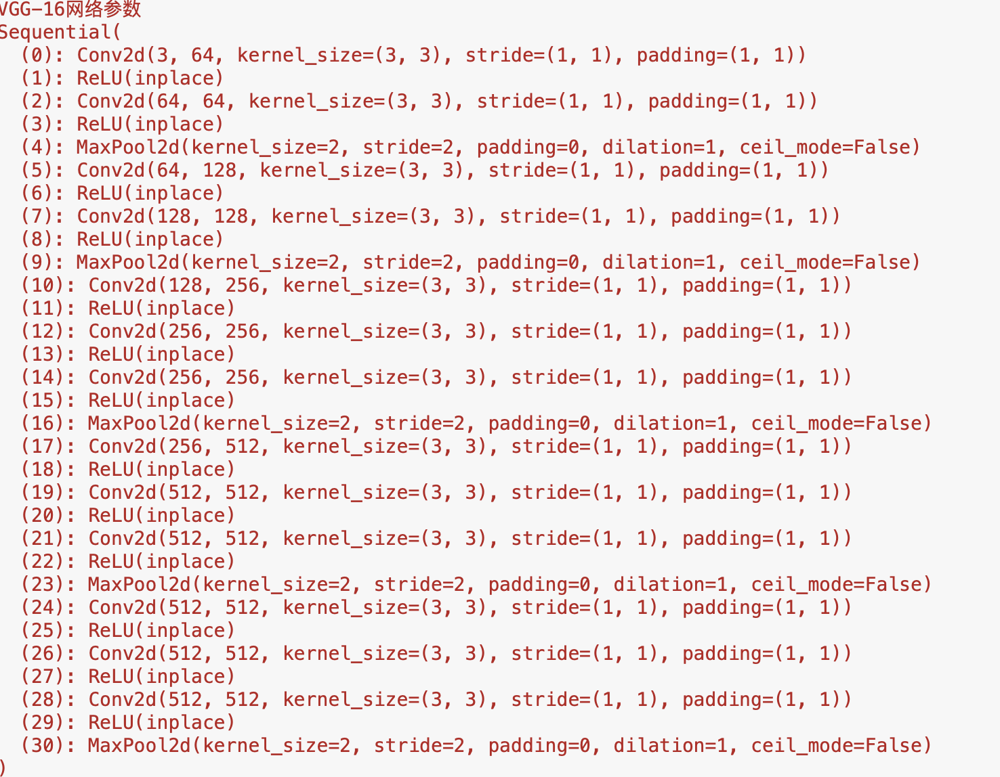 VGG-16网络参数
Sequential(
  (0): Conv2d(3, 64, kernel_size=(3, 3), stride=(1, 1), padding=(1, 1))
  (1): ReLU(inplace)
  (2): Conv2d(64, 64, kernel_size=(3, 3), stride=(1, 1), padding=(1, 1))
  (3): ReLU(inplace)
  (4): MaxPool2d(kernel_size=2, stride=2, padding=0, dilation=1, ceil_mode=False)
  (5): Conv2d(64, 128, kernel_size=(3, 3), stride=(1, 1), padding=(1, 1))
  (6): ReLU(inplace)
  (7): Conv2d(128, 128, kernel_size=(3, 3), stride=(1, 1), padding=(1, 1))
  (8): ReLU(inplace)
  (9): MaxPool2d(kernel_size=2, stride=2, padding=0, dilation=1, ceil_mode=False)
  (10): Conv2d(128, 256, kernel_size=(3, 3), stride=(1, 1), padding=(1, 1))
  (11): ReLU(inplace)
  (12): Conv2d(256, 256, kernel_size=(3, 3), stride=(1, 1), padding=(1, 1))
  (13): ReLU(inplace)
  (14): Conv2d(256, 256, kernel_size=(3, 3), stride=(1, 1), padding=(1, 1))
  (15): ReLU(inplace)
  (16): MaxPool2d(kernel_size=2, stride=2, padding=0, dilation=1, ceil_mode=False)
  (17): Conv2d(256, 512, kernel_size=(3, 3), stride=(1, 1), padding=(1, 1))
  (18): ReLU(inplace)
  (19): Conv2d(512, 512, kernel_size=(3, 3), stride=(1, 1), padding=(1, 1))
  (20): ReLU(inplace)
  (21): Conv2d(512, 512, kernel_size=(3, 3), stride=(1, 1), padding=(1, 1))
  (22): ReLU(inplace)
  (23): MaxPool2d(kernel_size=2, stride=2, padding=0, dilation=1, ceil_mode=False)
  (24): Conv2d(512, 512, kernel_size=(3, 3), stride=(1, 1), padding=(1, 1))
  (25): ReLU(inplace)
  (26): Conv2d(512, 512, kernel_size=(3, 3), stride=(1, 1), padding=(1, 1))
  (27): ReLU(inplace)
  (28): Conv2d(512, 512, kernel_size=(3, 3), stride=(1, 1), padding=(1, 1))
  (29): ReLU(inplace)
  (30): MaxPool2d(kernel_size=2, stride=2, padding=0, dilation=1, ceil_mode=False)
)